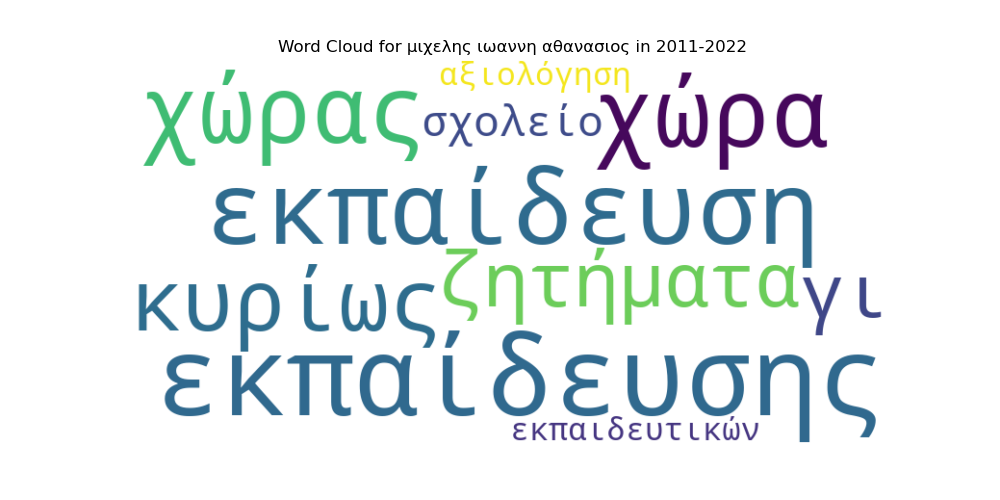 Word Cloud for μιχελης ιωαννη αθανασιος in 2011-2022
αξιολόγηση
χώρας σχολείο χώρα
εκπαίδευση
κυρίως ζητήματα γι
εκπαίδευσης
εκπαιδευτικών